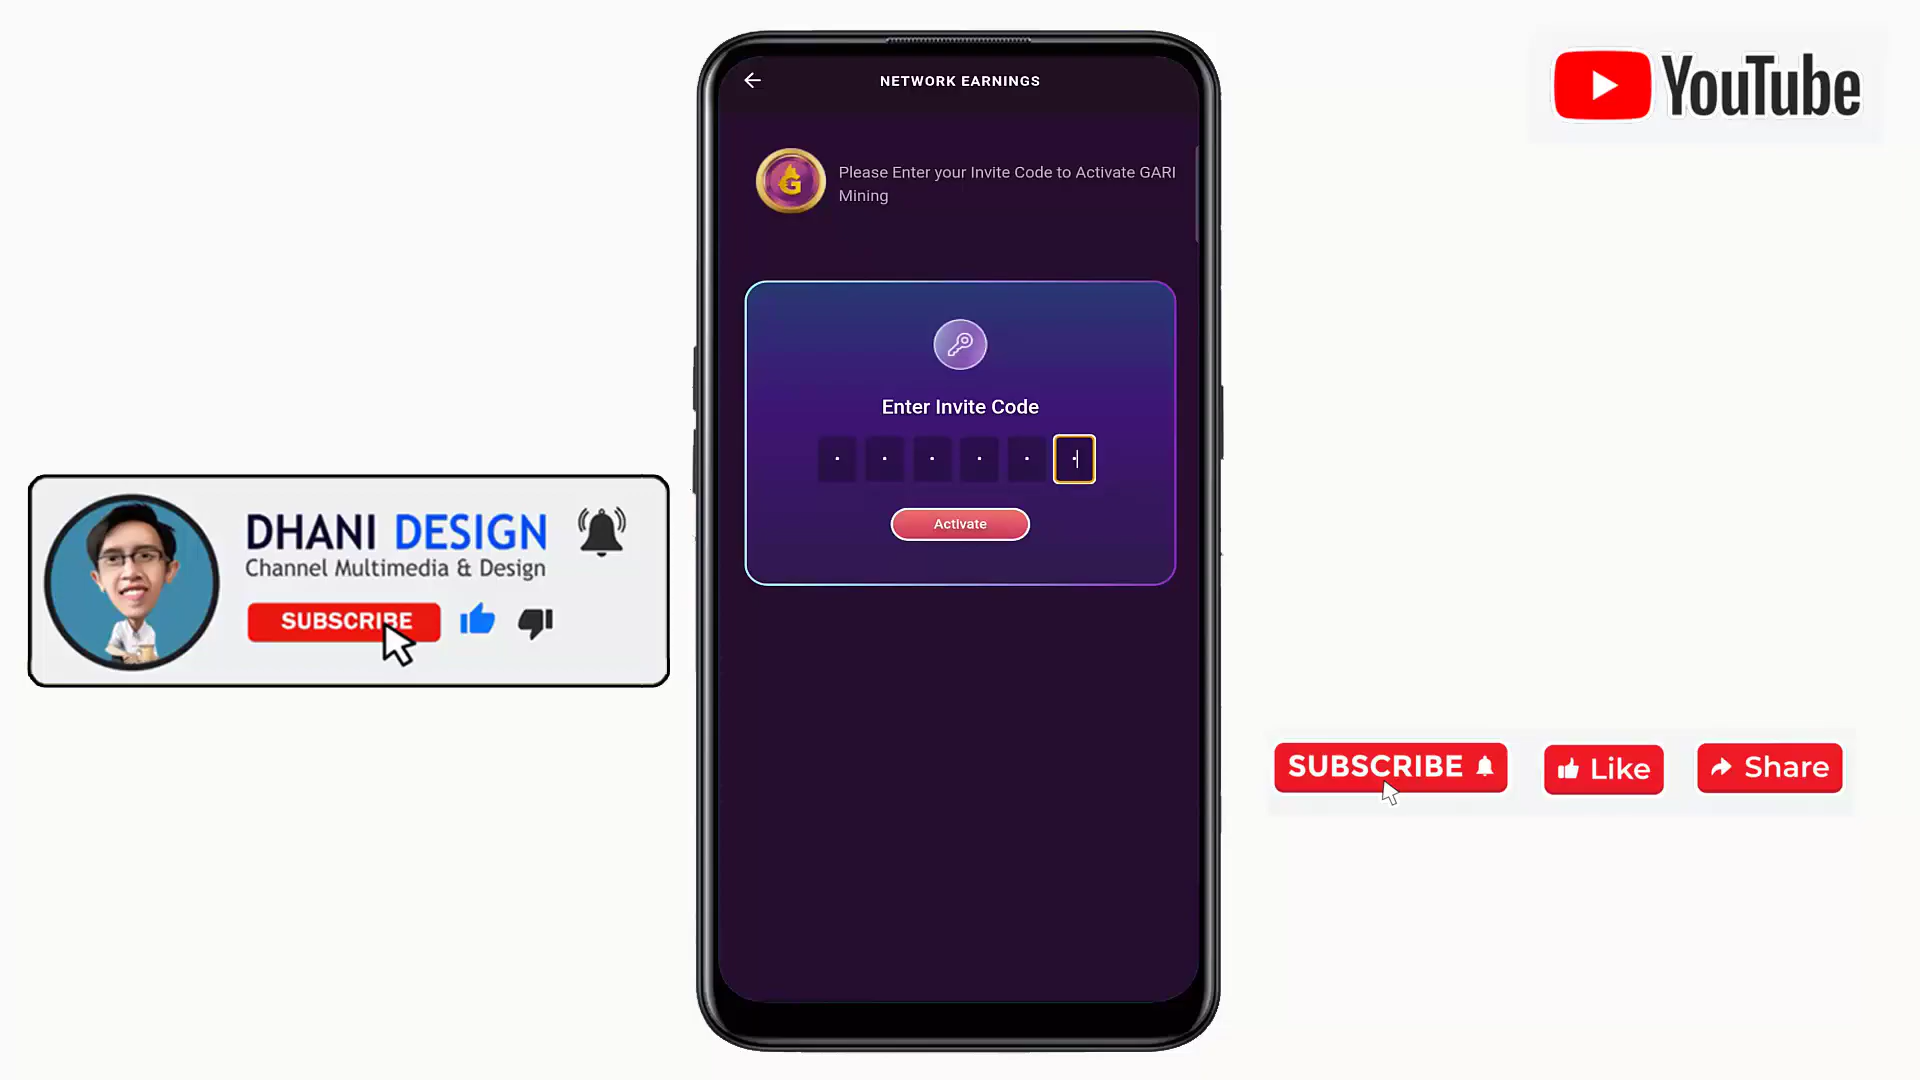 YouTube
NETWORK EARNINGS
Please Enter your Invite Code to Activate GARI
Mining
Enter Invite Code
Activate
DHANI DESIGN
Channel Multimedia & Design
SUBSCRIBE
SUBSCRIBE
Like
Share